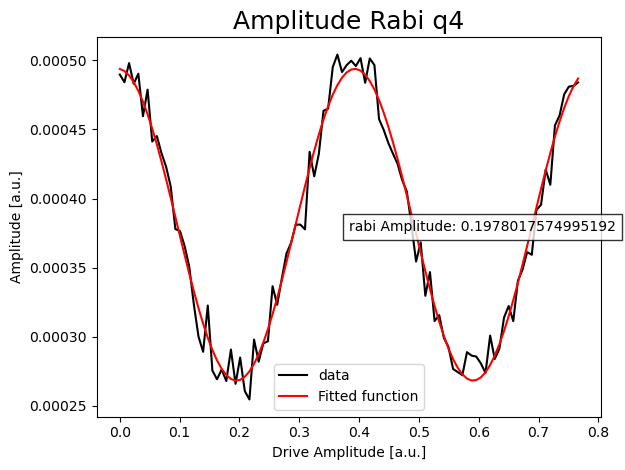 Amplitude Rabi q4
0.00050
0.00045
0.00040
0.00035
0.00030
0.00025
Amplitude [a.u.]
rabi Amplitude: 0.1978017574995192
data
Fitted function
0.0 0.1 0.2 0.3 0.4 0.5 0.6 0.7 0.8
Drive Amplitude [a.u.]